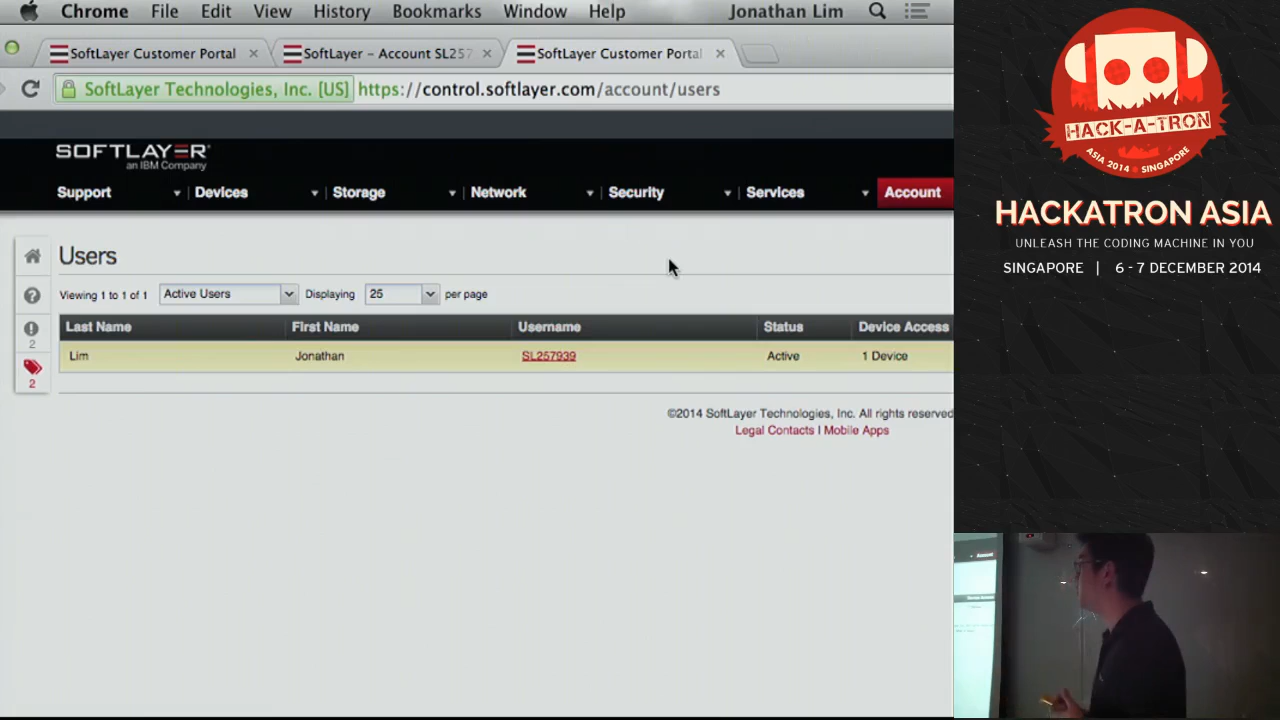 Chrome File Edit View History Bookmarks Window Help Jonathan Lim
SoftLayer Customer Portal
SoftLayer – Account SL257
SoftLayer Customer Portal
SoftLayer Technologies, Inc. [US] https://control.softlayer.com/account/users
SOFTLAYER
an IBM Company
Support Devices Storage Network Security Services Account
Users
Viewing 1 to 1 of 1 Active Users Displaying 25 per page
Last Name First Name Username Status Device Access
Lim Jonathan SL257939 Active 1 Device
2
2
©2014 SoftLayer Technologies, Inc. All rights reserved
Legal Contacts | Mobile Apps
HACK-A-TRON
ASIA 2014 SINGAPORE
HACKATRON ASIA
UNLEASH THE CODING MACHINE IN YOU
SINGAPORE | 6 - 7 DECEMBER 2014